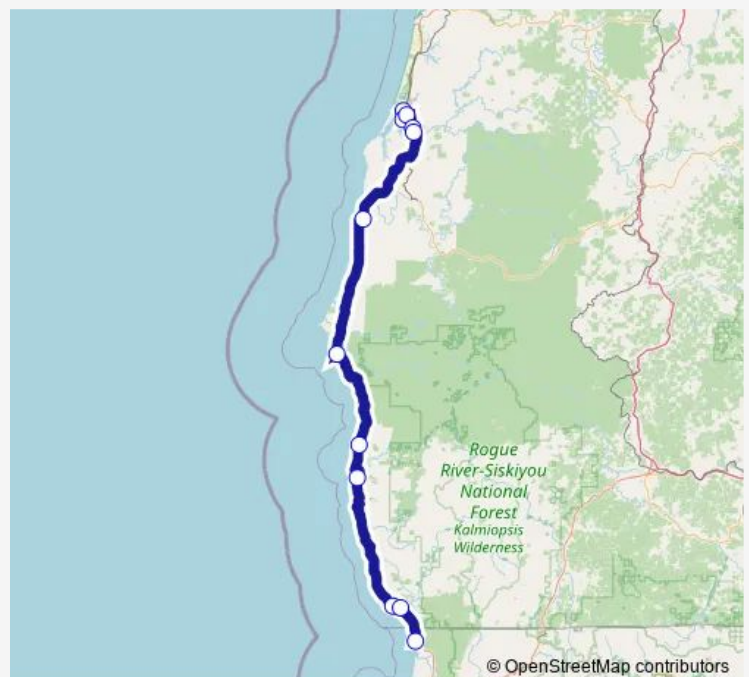 Rogue
River-Siskiyou
National
Forest
Kalmiopsis
Wilderness
© OpenStreetMap contributors